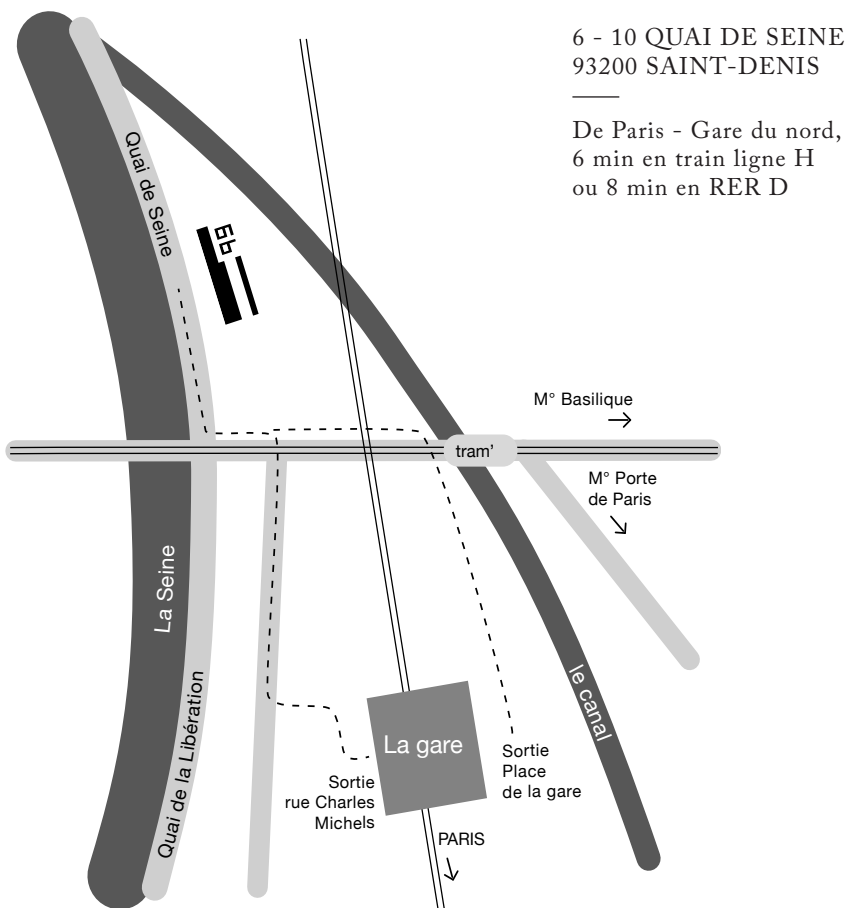 6 - 10 QUAI DE SEINE
93200 SAINT-DENIS
De Paris - Gare du nord,
6 min en train ligne H
ou 8 min en RER D
Quai de Seine
6b
M° Basilique
tram'
M° Porte
de Paris
La Seine
Quai de la Libération
le canal
La gare
Sortie
Place
de la gare
Sortie
rue Charles
Michels
PARIS